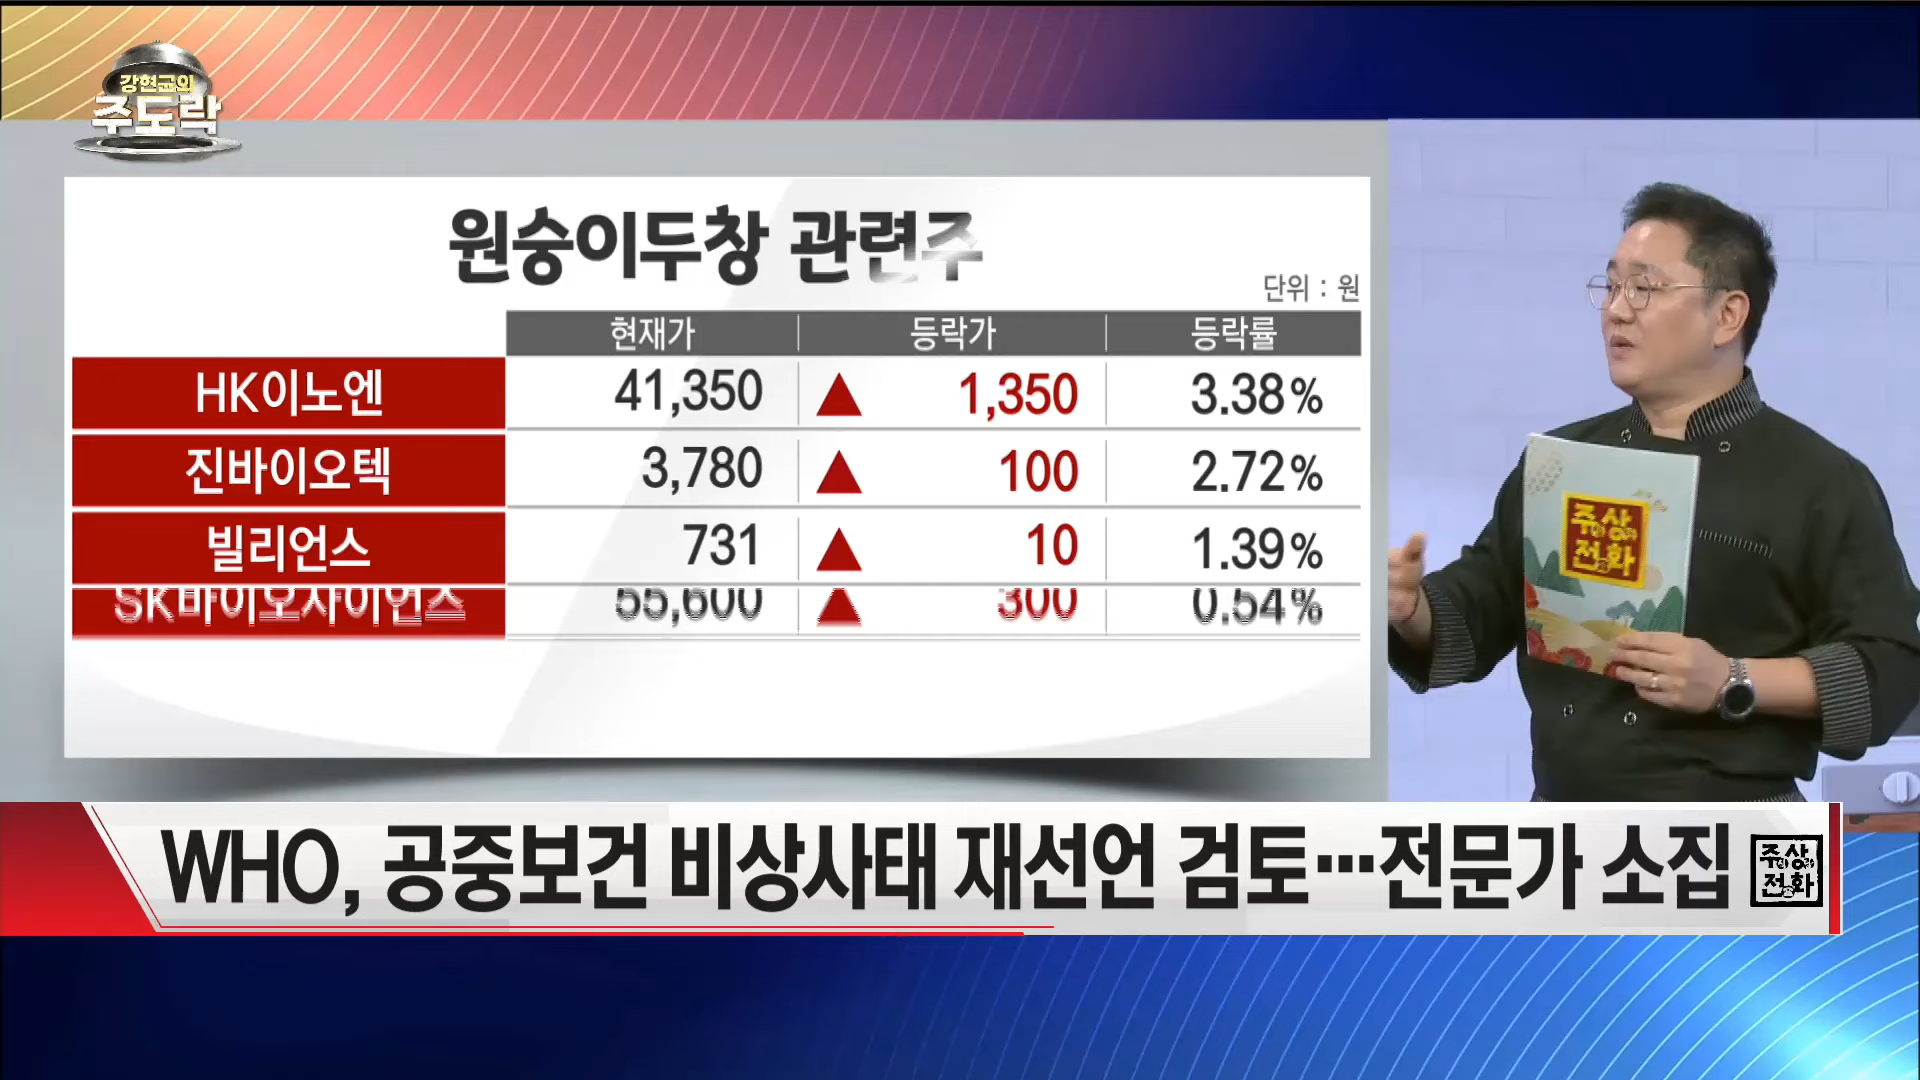 강현균의
주도락
원숭이두창 관련주
단위 : 원
현재가 등락가 등락률
HK이노엔 41,350 ▲ 1,350 3.38%
진바이오텍 3,780 ▲ 100 2.72%
빌리언스 731 ▲ 10 1.39%
SK바이오사이언스 55,600 ▲ 300 0.54%
주상
전화
WHO, 공중보건 비상사태 재선언 검토…전문가 소집
주상
전화